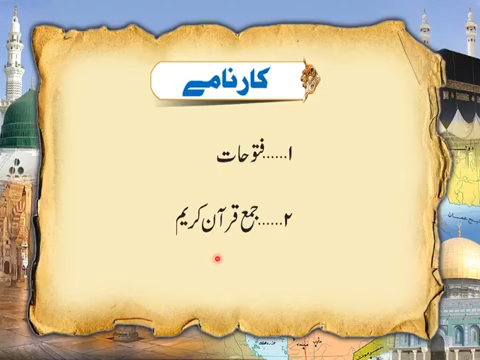 کارنامے
۱......فتوحات
۲......جمع قرآن کریم